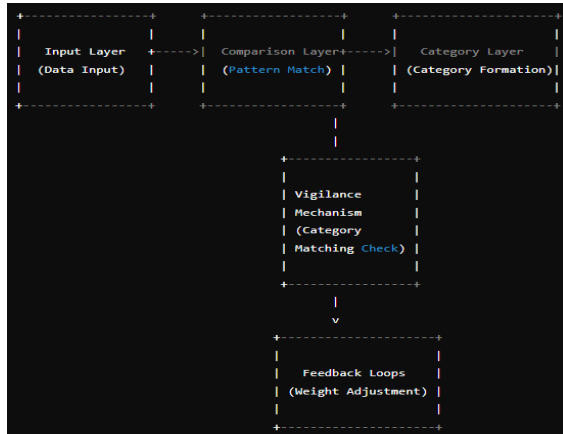 Input Layer Comparison Layer Category Layer
(Data Input) (Pattern Match) (Category Formation)
Vigilance
Mechanism
(Category
Matching Check)
v
Feedback Loops
(Weight Adjustment)